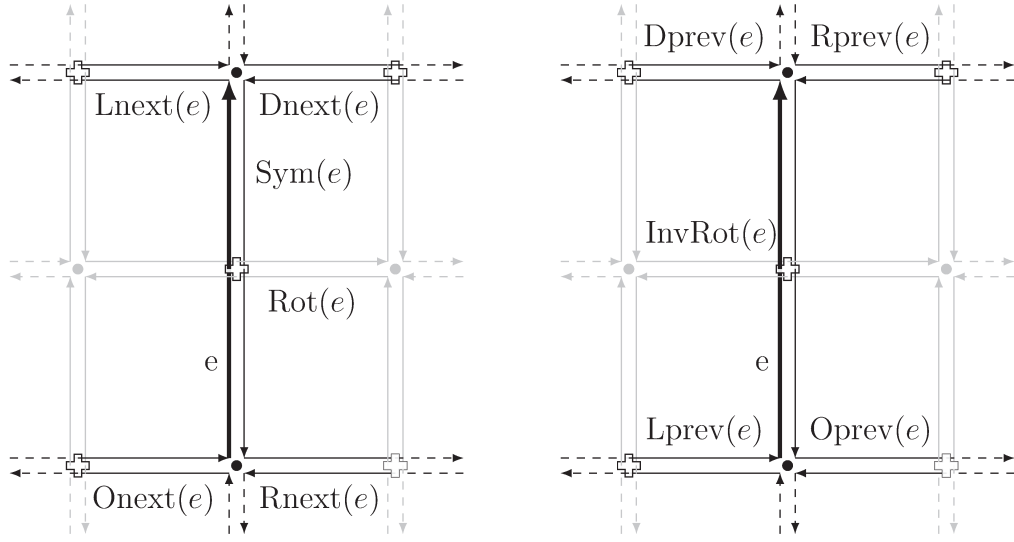 Dprev(e) Rprev(e)
Lnext(e) Dnext(e)
Sym(e)
InvRot(e)
Rot(e)
e e
Lprev(e) Oprev(e)
Onext(e) Rnext(e)